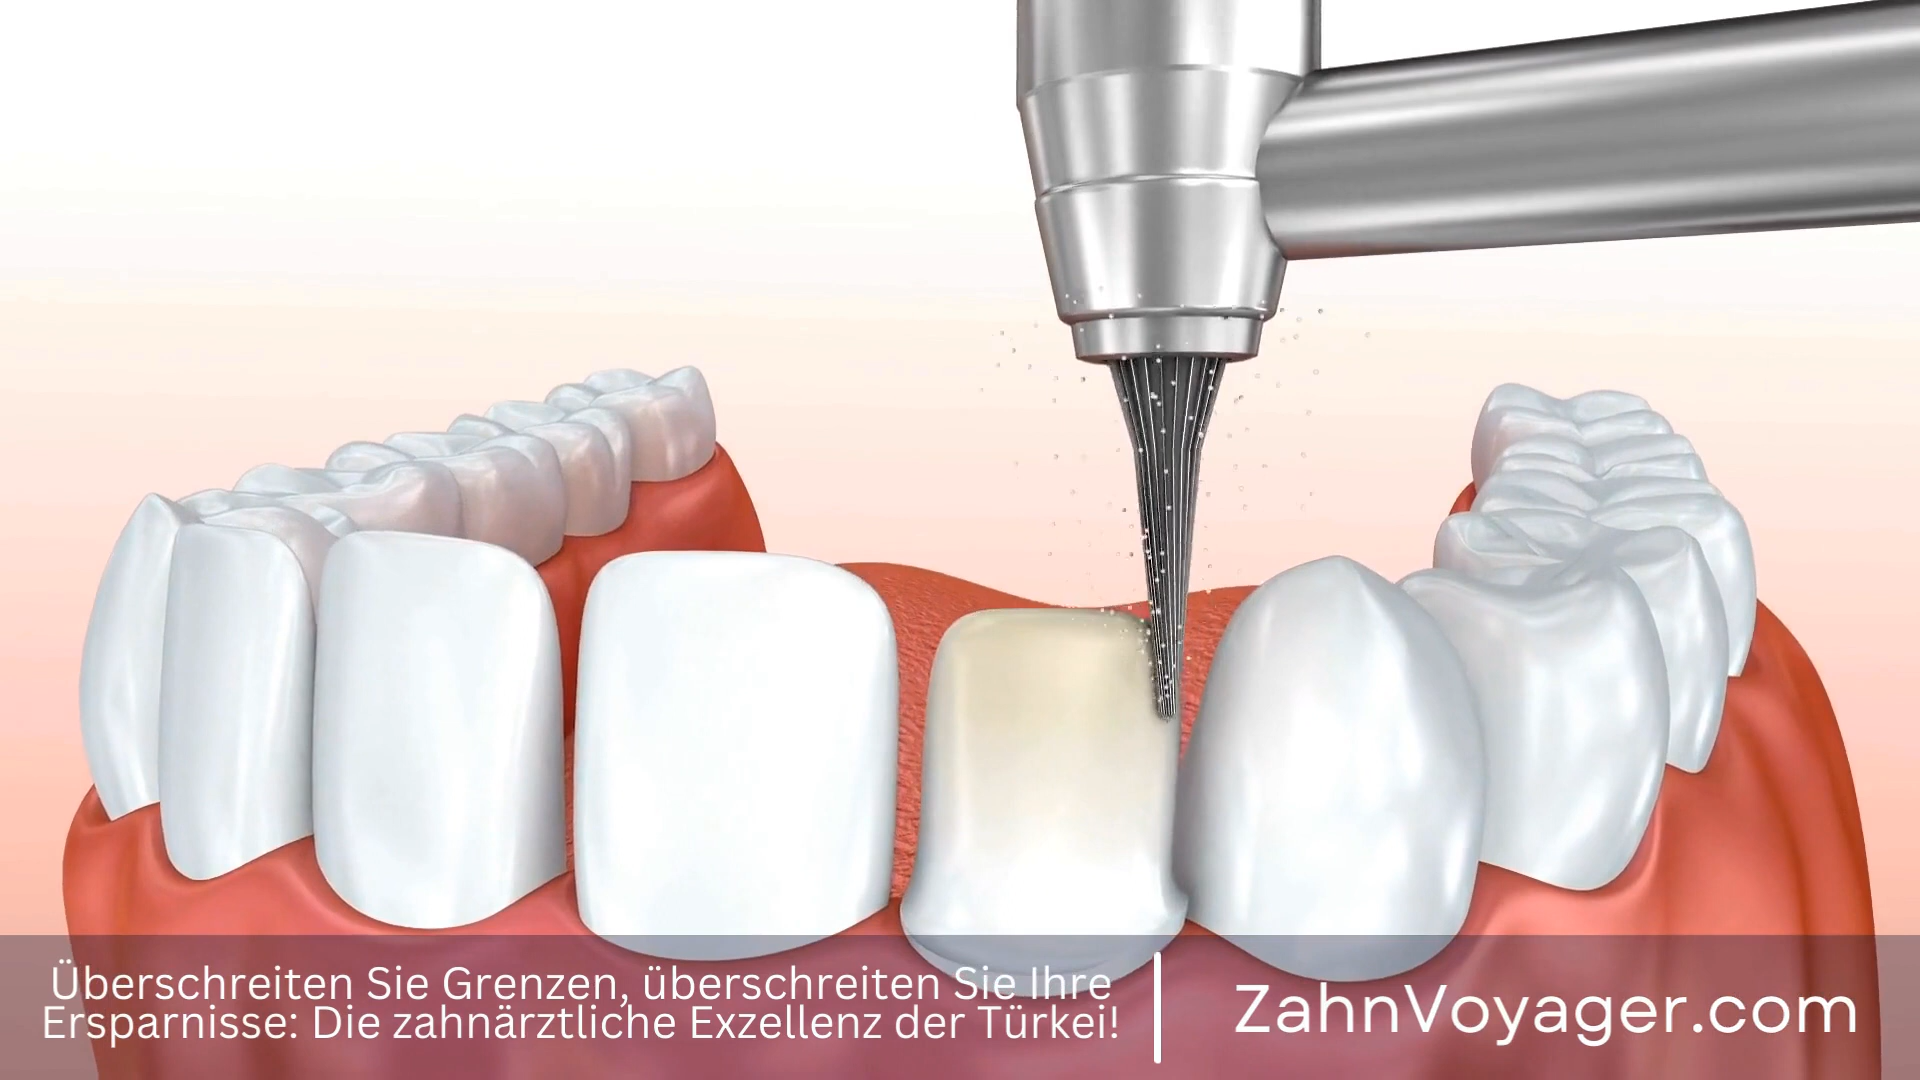 Überschreiten Sie Grenzen, überschreiten Sie Ihre
Ersparnisse: Die zahnärztliche Exzellenz der Türkei!
ZahnVoyager.com